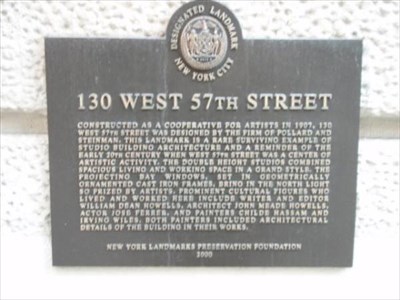 DESIGNATED LANDMARK
NEW YORK CITY
130 WEST 57TH STREET
CONSTRUCTED AS A COOPERATIVE FOR ARTISTS IN 1907, 130
WEST 57TH STREET WAS DESIGNED BY THE FIRM OF POLLARD AND
STEINMAN. THIS LANDMARK IS A RARE SURVIVING EXAMPLE OF
STUDIO BUILDING ARCHITECTURE AND A REMINDER OF THE
EARLY 20TH CENTURY WHEN WEST 57TH STREET WAS A CENTER OF
ARTISTIC ACTIVITY. THE DOUBLE HEIGHT STUDIOS COMBINED
SPACIOUS LIVING AND WORKING SPACE IN A GRAND STYLE. THE
PROJECTING BAY WINDOWS, SET IN GEOMETRICALLY
ORNAMENTED CAST IRON FRAMES, BRING IN THE NORTH LIGHT
SO PRIZED BY ARTISTS. PROMINENT CULTURAL FIGURES WHO
LIVED AND WORKED HERE INCLUDE WRITER AND EDITOR
WILLIAM DEAN HOWELLS, ARCHITECT JOHN MEADE HOWELLS,
ACTOR JOSE FERRER, AND PAINTERS CHILDE HASSAM AND
IRVING WILES. BOTH PAINTERS INCLUDED ARCHITECTURAL
DETAILS OF THE BUILDING IN THEIR WORKS.
NEW YORK LANDMARKS PRESERVATION FOUNDATION
2000